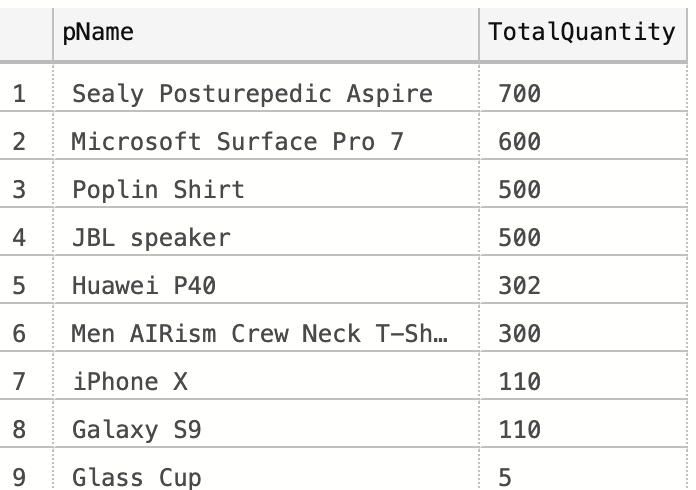 pName TotalQuantity
1 Sealy Posturepedic Aspire 700
2 Microsoft Surface Pro 7 600
3 Poplin Shirt 500
4 JBL speaker 500
5 Huawei P40 302
6 Men AIRism Crew Neck T-Sh… 300
7 iPhone X 110
8 Galaxy S9 110
9 Glass Cup 5